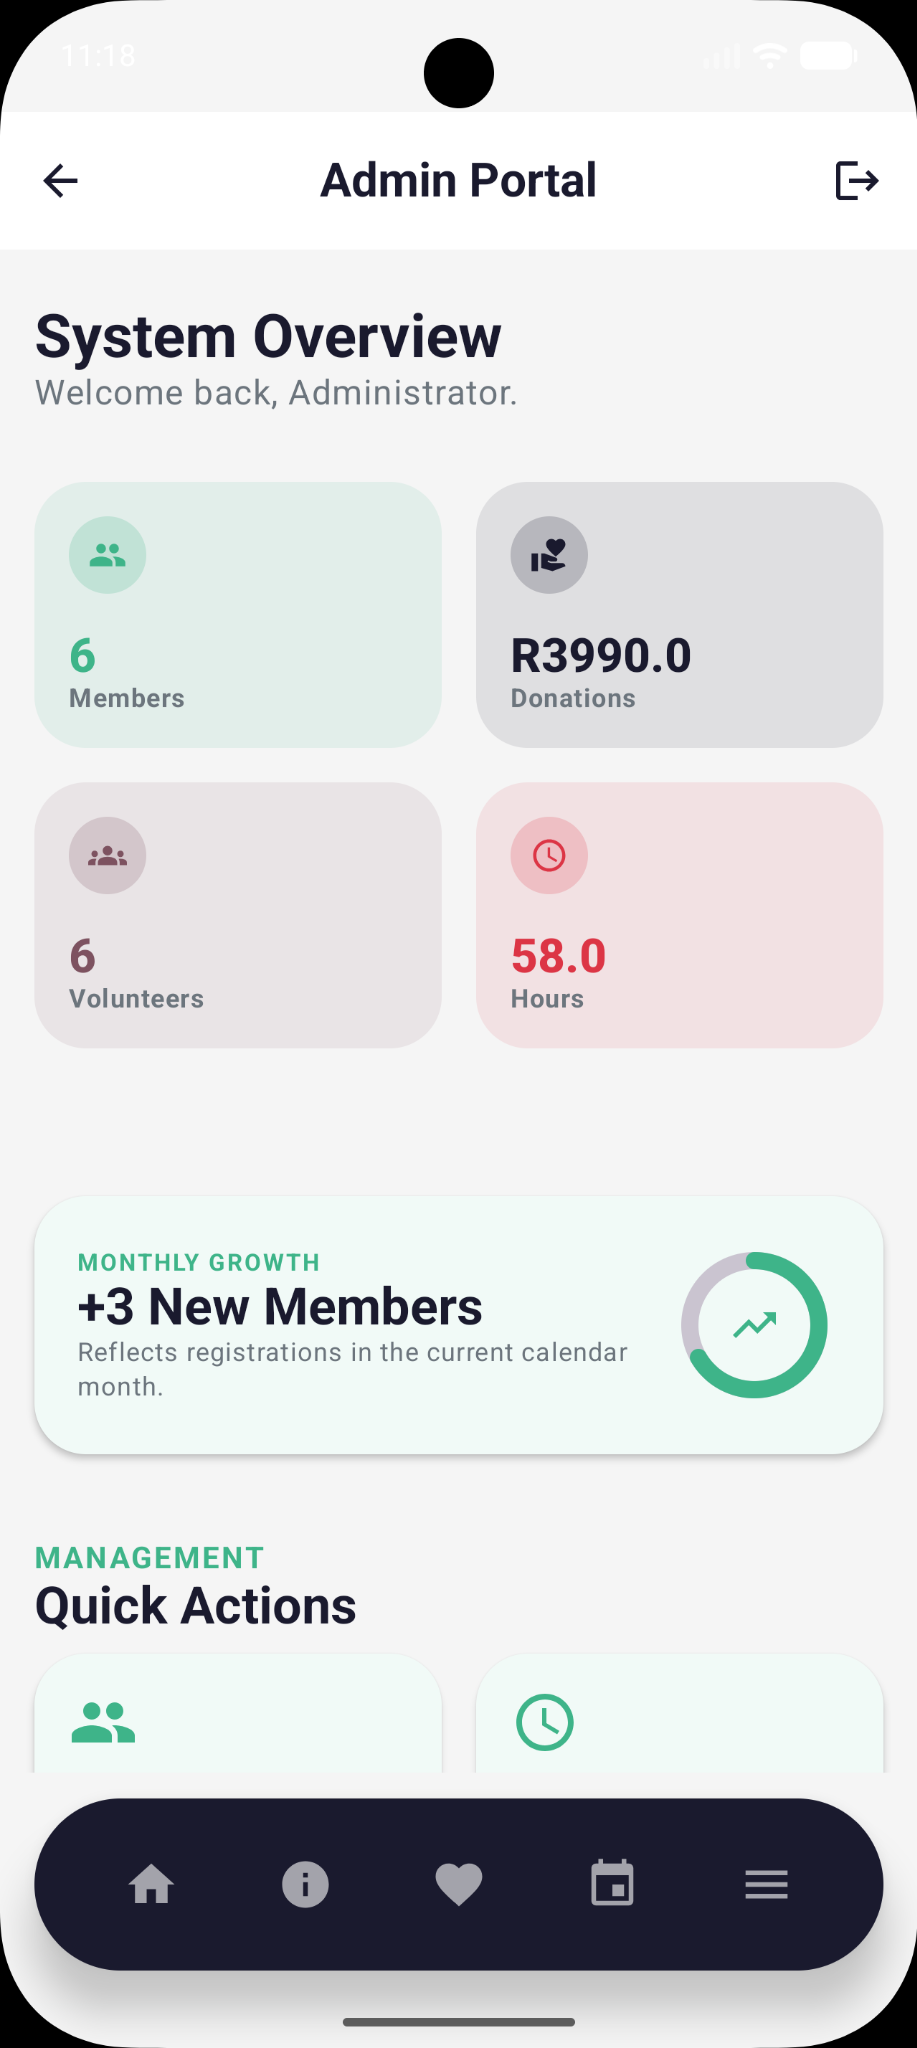 11:18
Admin Portal
System Overview
Welcome back, Administrator.
6
Members
R3990.0
Donations
6
Volunteers
58.0
Hours
MONTHLY GROWTH
+3 New Members
Reflects registrations in the current calendar
month.
MANAGEMENT
Quick Actions